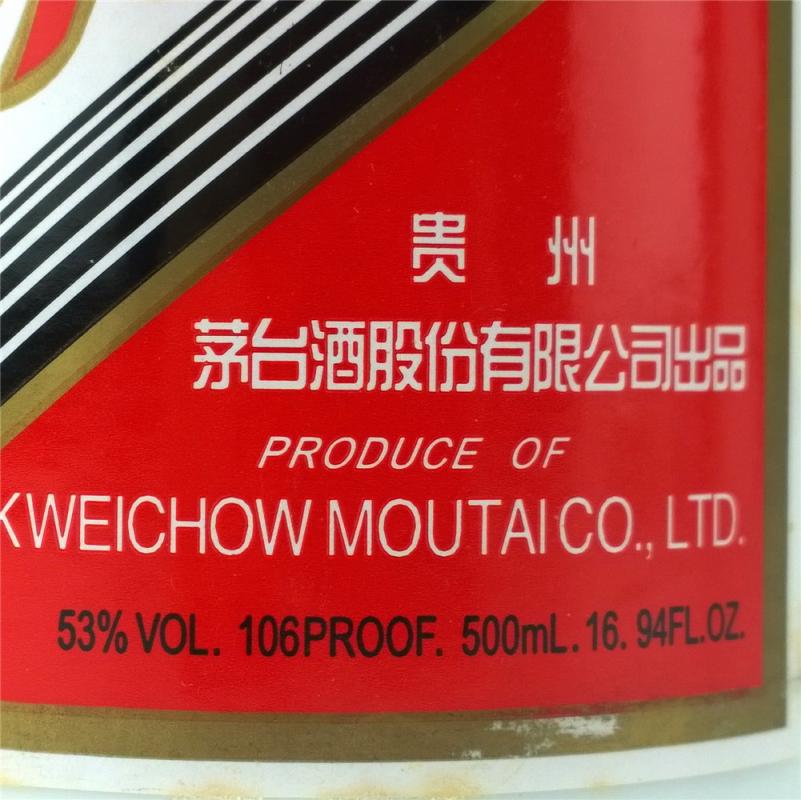 贵 州
茅台酒股份有限公司出品
PRODUCE OF
KWEICHOW MOUTAI CO., LTD.
53% VOL. 106PROOF. 500mL. 16. 94FL.OZ.